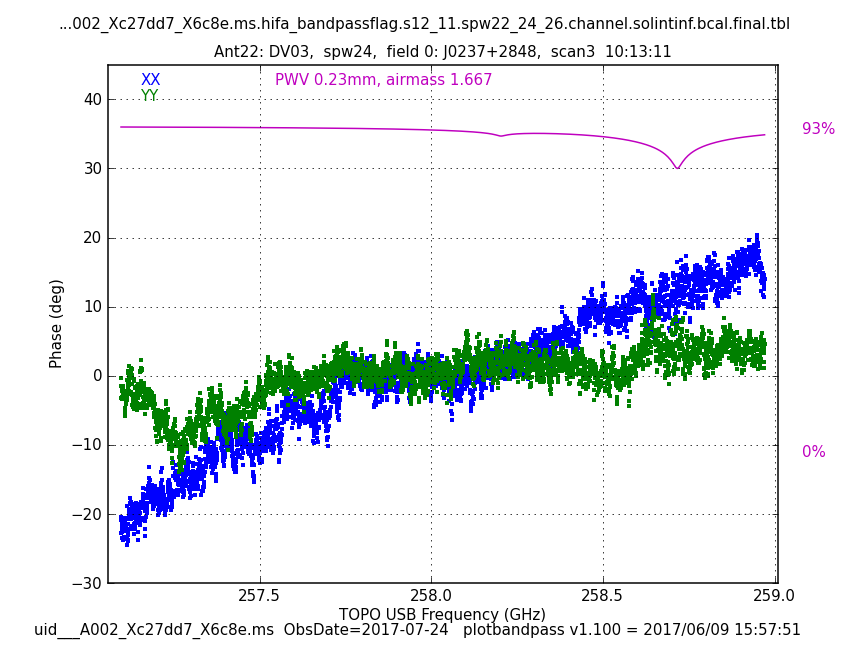 ...002_Xc27dd7_X6c8e.ms.hifa_bandpassflag.s12_11.spw22_24_26.channel.solintinf.bcal.final.tbl
Ant22: DV03, spw24, field 0: J0237+2848, scan3 10:13:11
XX
YY
PWV 0.23mm, airmass 1.667
93%
0%
40
30
20
10
0
−10
−20
−30
Phase (deg)
257.5 258.0 258.5 259.0
TOPO USB Frequency (GHz)
uid___A002_Xc27dd7_X6c8e.ms ObsDate=2017-07-24 plotbandpass v1.100 = 2017/06/09 15:57:51